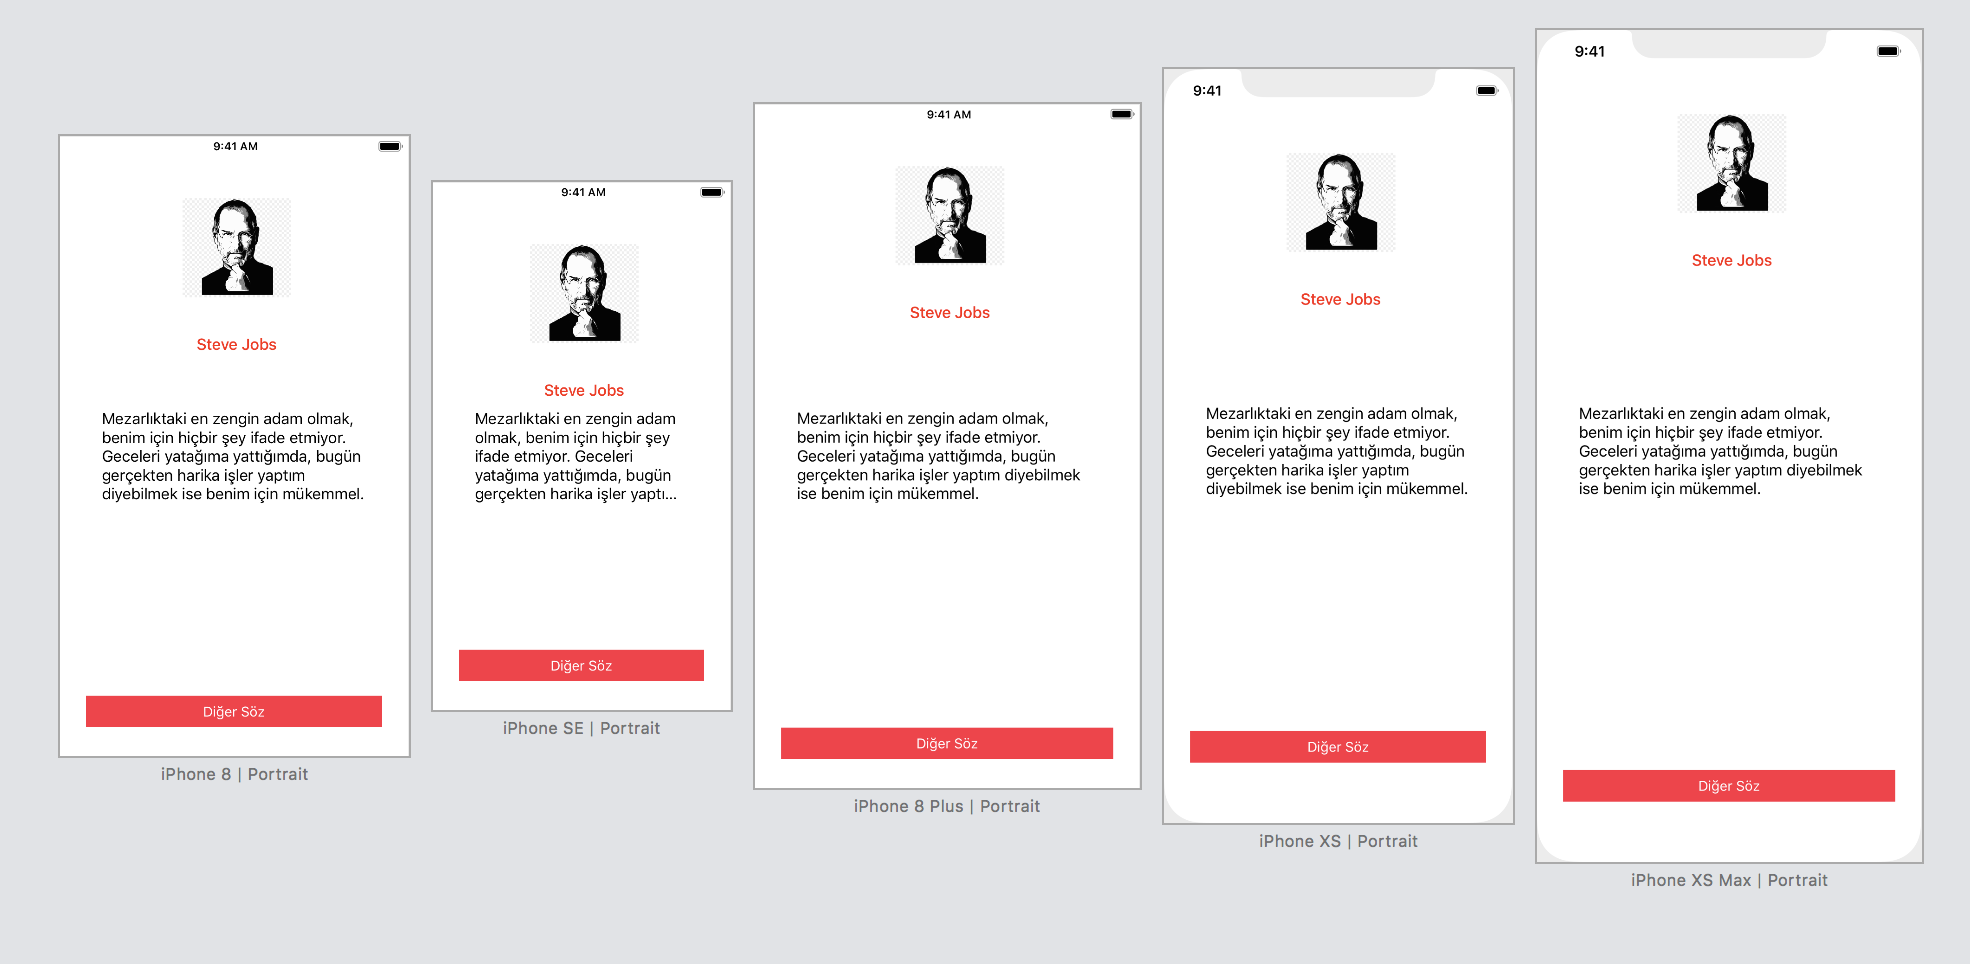 9:41 AM
Steve Jobs
Mezarlıktaki en zengin adam olmak,
benim için hiçbir şey ifade etmiyor.
Geceleri yatağıma yattığımda, bugün
gerçekten harika işler yaptım
diyebilmek ise benim için mükemmel.
Diğer Söz
iPhone 8 | Portrait
9:41 AM
Steve Jobs
Mezarlıktaki en zengin adam
olmak, benim için hiçbir şey
ifade etmiyor. Geceleri
yatağıma yattığımda, bugün
gerçekten harika işler yaptı...
Diğer Söz
iPhone SE | Portrait
9:41 AM
Steve Jobs
Mezarlıktaki en zengin adam olmak,
benim için hiçbir şey ifade etmiyor.
Geceleri yatağıma yattığımda, bugün
gerçekten harika işler yaptım diyebilmek
ise benim için mükemmel.
Diğer Söz
iPhone 8 Plus | Portrait
9:41
Steve Jobs
Mezarlıktaki en zengin adam olmak,
benim için hiçbir şey ifade etmiyor.
Geceleri yatağıma yattığımda, bugün
gerçekten harika işler yaptım
diyebilmek ise benim için mükemmel.
Diğer Söz
iPhone XS | Portrait
9:41
Steve Jobs
Mezarlıktaki en zengin adam olmak,
benim için hiçbir şey ifade etmiyor.
Geceleri yatağıma yattığımda, bugün
gerçekten harika işler yaptım diyebilmek
ise benim için mükemmel.
Diğer Söz
iPhone XS Max | Portrait